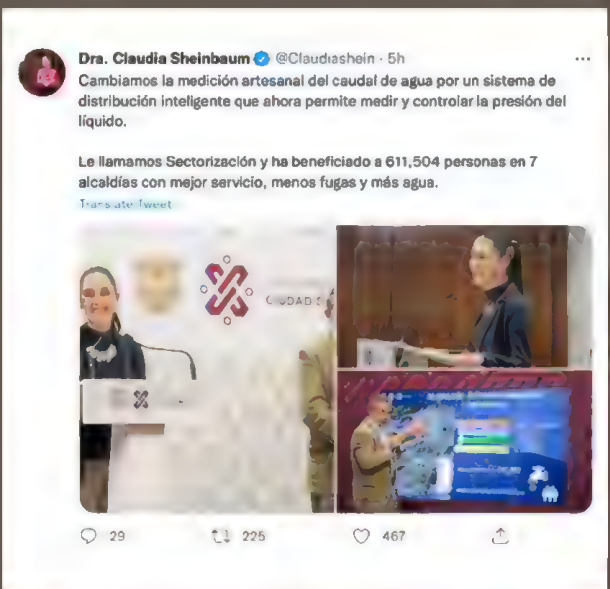 Dra. Claudia Sheinbaum @Claudiashein · 5h
Cambiamos la medición artesanal del caudal de agua por un sistema de
distribución inteligente que ahora permite medir y controlar la presión del
líquido.
Le llamamos Sectorización y ha beneficiado a 611,504 personas en 7
alcaldías con mejor servicio, menos fugas y más agua.
Translate Tweet
29 225 467